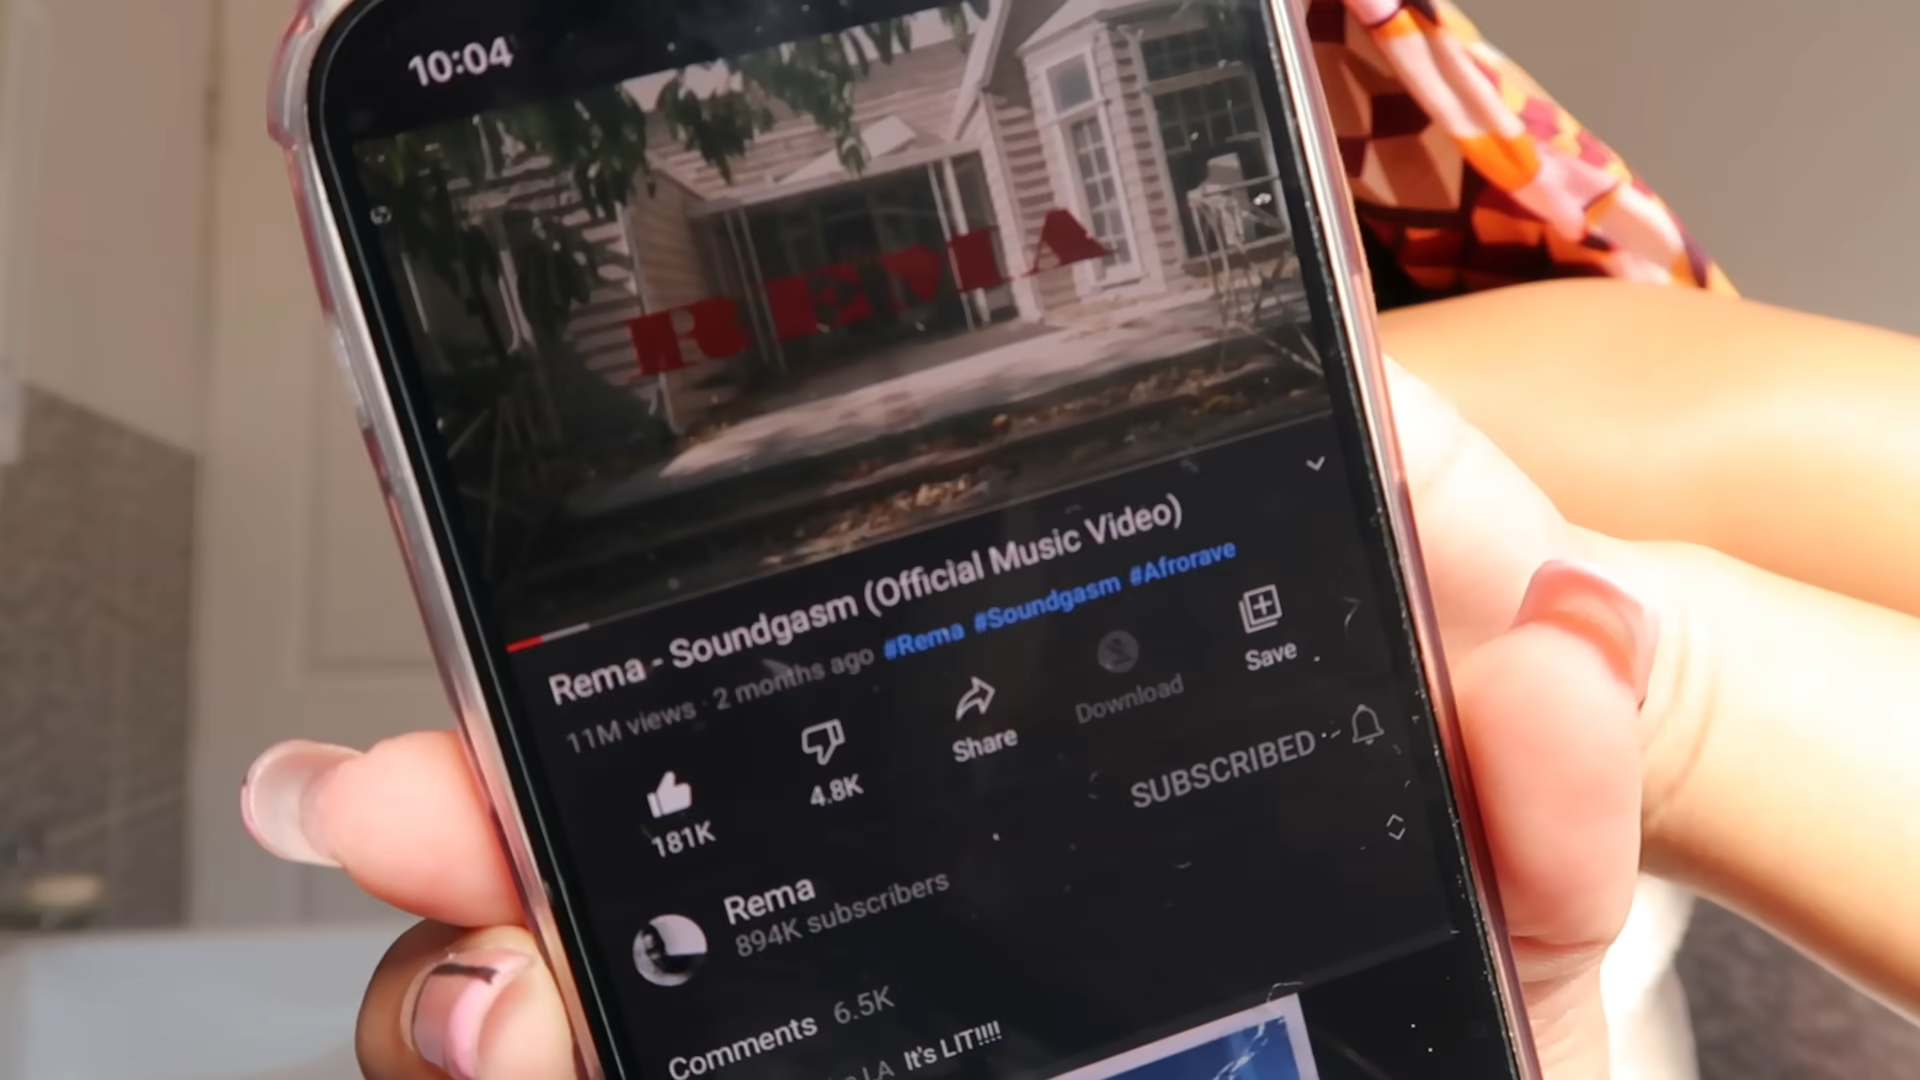 10:04
REMA
Rema - Soundgasm (Official Music Video)
11M views · 2 months ago #Rema #Soundgasm #Afrorave
181K
4.8K
Share
Download
Save
Rema
894K subscribers
SUBSCRIBED
Comments 6.5K
It's LIT!!!!